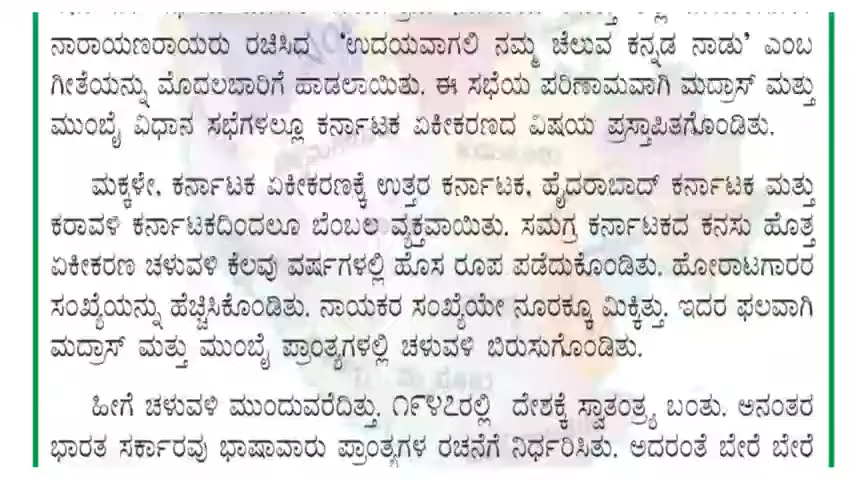 ನಾರಾಯಣರಾಯರು ರಚಿಸಿದ 'ಉದಯವಾಗಲಿ ನಮ್ಮ ಚೆಲುವ ಕನ್ನಡ ನಾಡು' ಎಂಬ
ಗೀತೆಯನ್ನು ಮೊದಲಬಾರಿಗೆ ಹಾಡಲಾಯಿತು. ಈ ಸಭೆಯ ಪರಿಣಾಮವಾಗಿ ಮದ್ರಾಸ್ ಮತ್ತು
ಮುಂಬೈ ವಿಧಾನ ಸಭೆಗಳಲ್ಲೂ ಕರ್ನಾಟಕ ಏಕೀಕರಣದ ವಿಷಯ ಪ್ರಸ್ತಾಪಿತಗೊಂಡಿತು.
ಮಕ್ಕಳೇ, ಕರ್ನಾಟಕ ಏಕೀಕರಣಕ್ಕೆ ಉತ್ತರ ಕರ್ನಾಟಕ, ಹೈದರಾಬಾದ್ ಕರ್ನಾಟಕ ಮತ್ತು
ಕರಾವಳಿ ಕರ್ನಾಟಕದಿಂದಲೂ ಬೆಂಬಲ ವ್ಯಕ್ತವಾಯಿತು. ಸಮಗ್ರ ಕರ್ನಾಟಕದ ಕನಸು ಹೊತ್ತ
ಏಕೀಕರಣ ಚಳುವಳಿ ಕೆಲವು ವರ್ಷಗಳಲ್ಲಿ ಹೊಸ ರೂಪ ಪಡೆದುಕೊಂಡಿತು. ಹೋರಾಟಗಾರರ
ಸಂಖ್ಯೆಯನ್ನು ಹೆಚ್ಚಿಸಿಕೊಂಡಿತು. ನಾಯಕರ ಸಂಖ್ಯೆಯೇ ನೂರಕ್ಕೂ ಮಿಕ್ಕಿತ್ತು. ಇದರ ಫಲವಾಗಿ
ಮದ್ರಾಸ್ ಮತ್ತು ಮುಂಬೈ ಪ್ರಾಂತ್ಯಗಳಲ್ಲಿ ಚಳುವಳಿ ಬಿರುಸುಗೊಂಡಿತು.
ಹೀಗೆ ಚಳುವಳಿ ಮುಂದುವರೆದಿತ್ತು. ೧೯೪೭ರಲ್ಲಿ ದೇಶಕ್ಕೆ ಸ್ವಾತಂತ್ರ್ಯ ಬಂತು. ಅನಂತರ
ಭಾರತ ಸರ್ಕಾರವು ಭಾಷಾವಾರು ಪ್ರಾಂತ್ಯಗಳ ರಚನೆಗೆ ನಿರ್ಧರಿಸಿತು. ಅದರಂತೆ ಬೇರೆ ಬೇರೆ